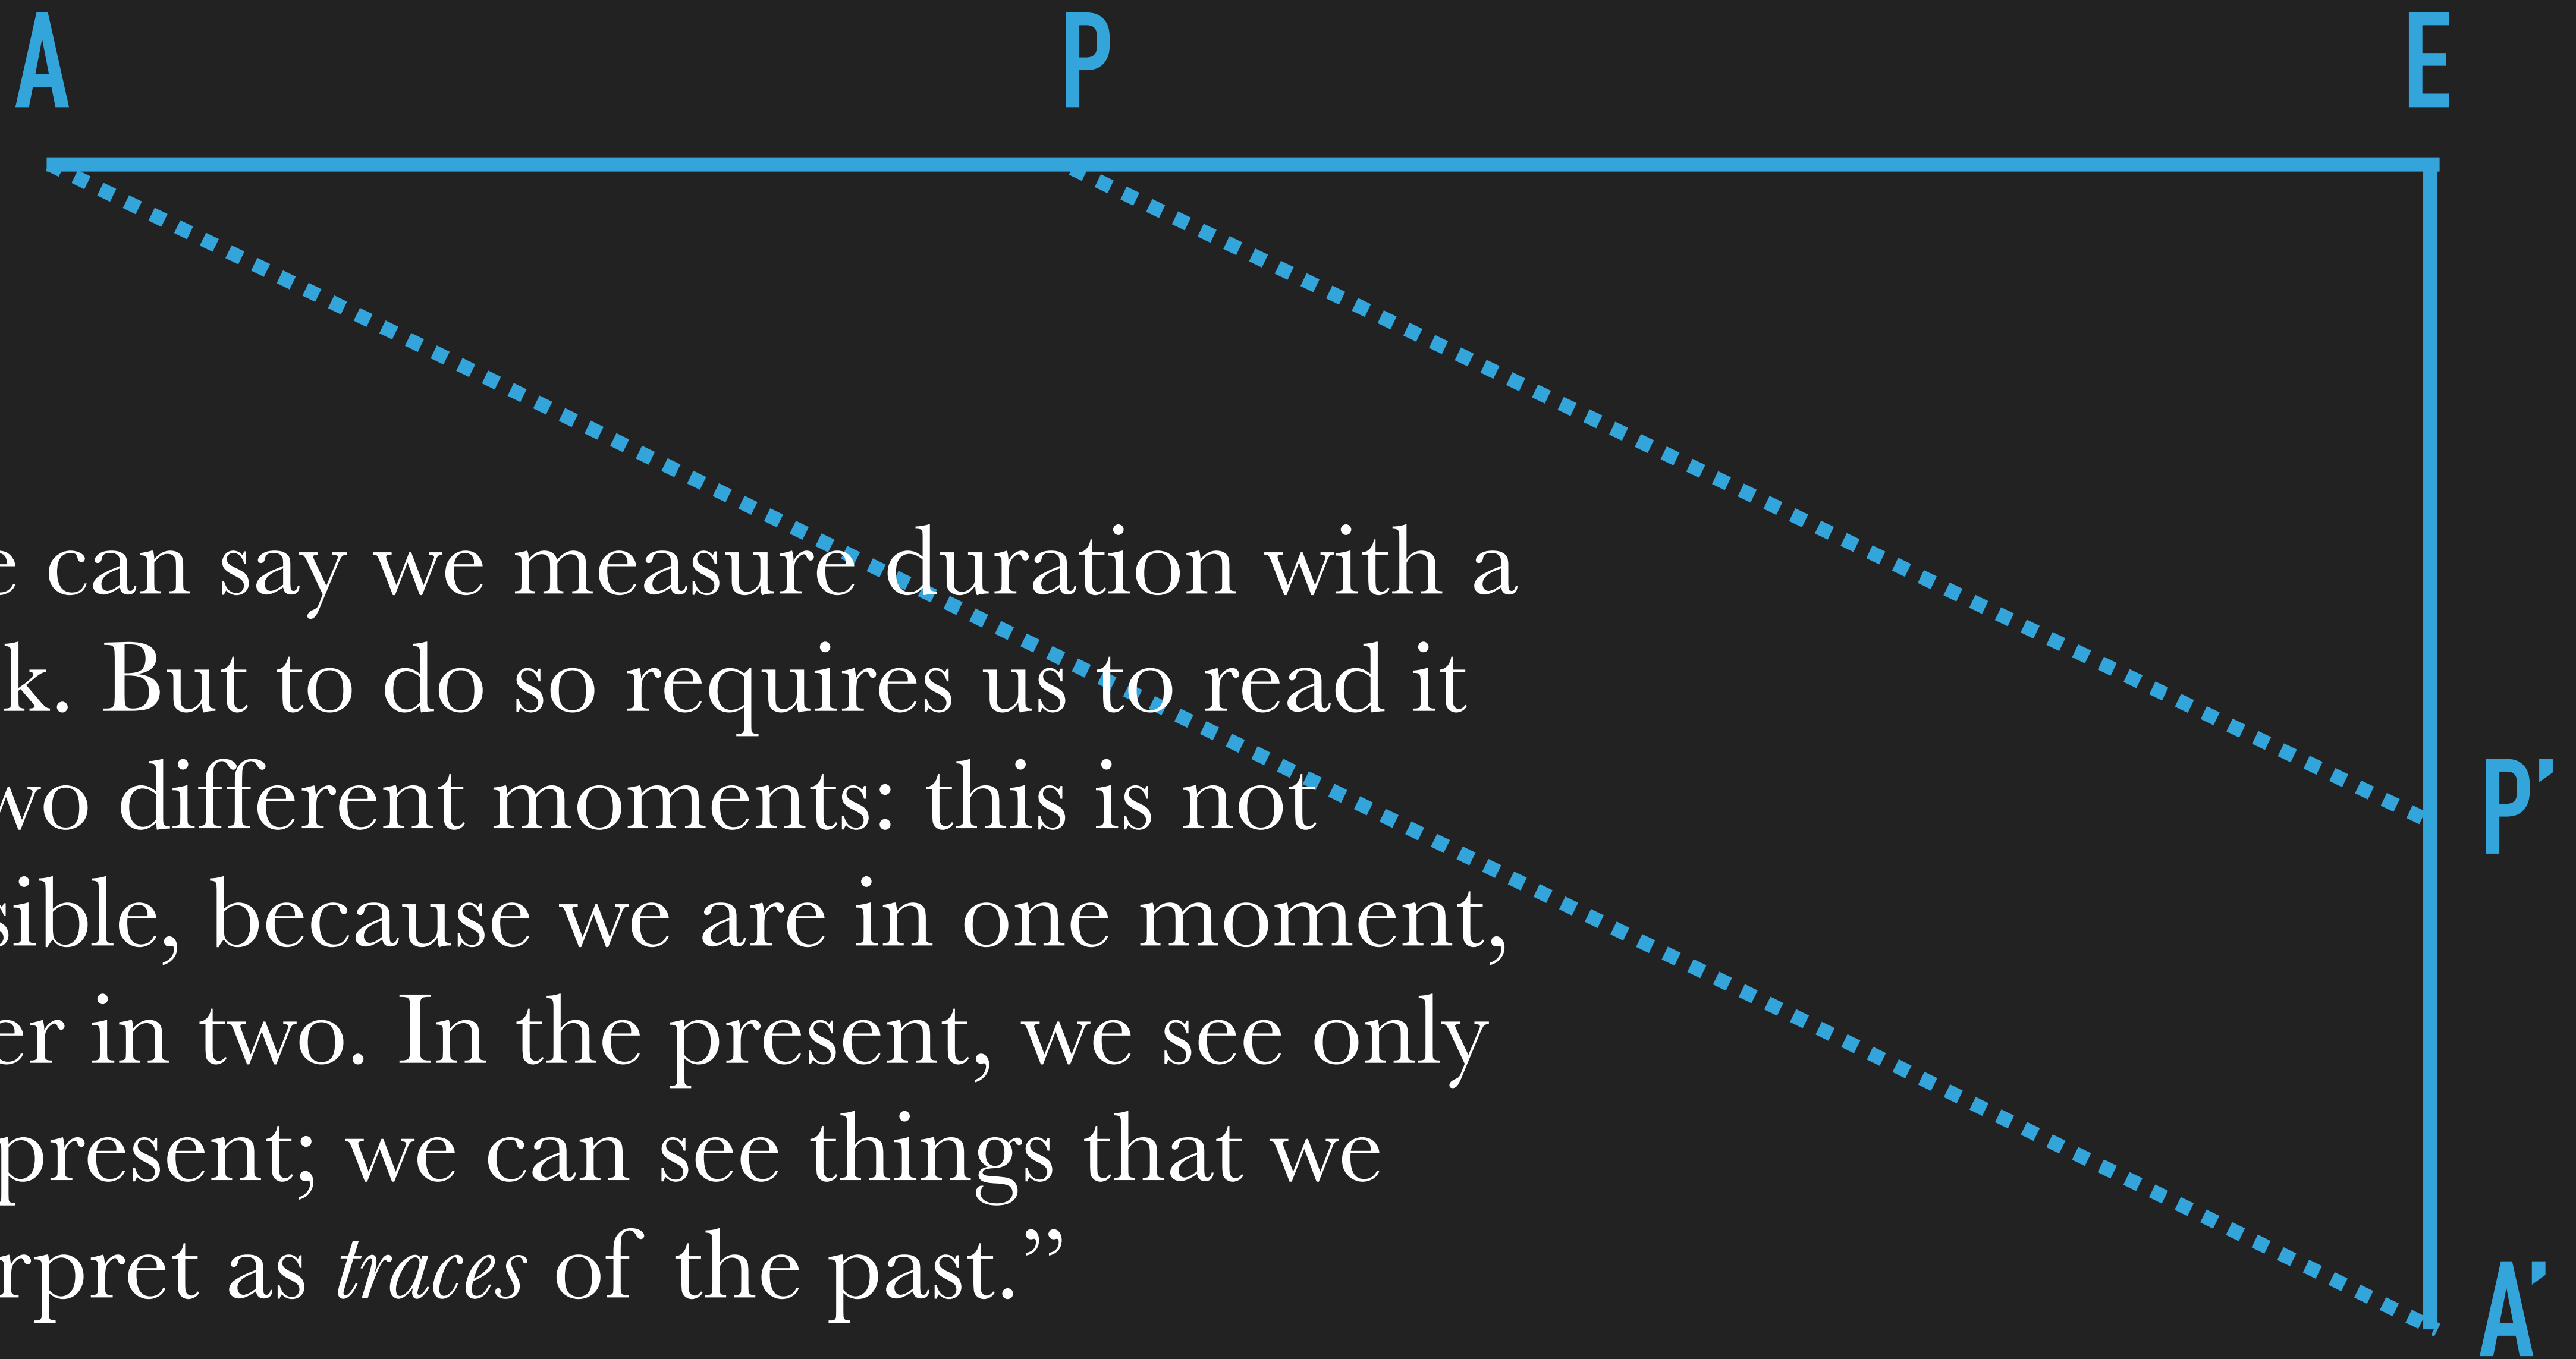 A P E
e can say we measure duration with a
k. But to do so requires us to read it
wo different moments: this is not
sible, because we are in one moment,
er in two. In the present, we see only
present; we can see things that we
rpret as traces of the past.”
P'
A'